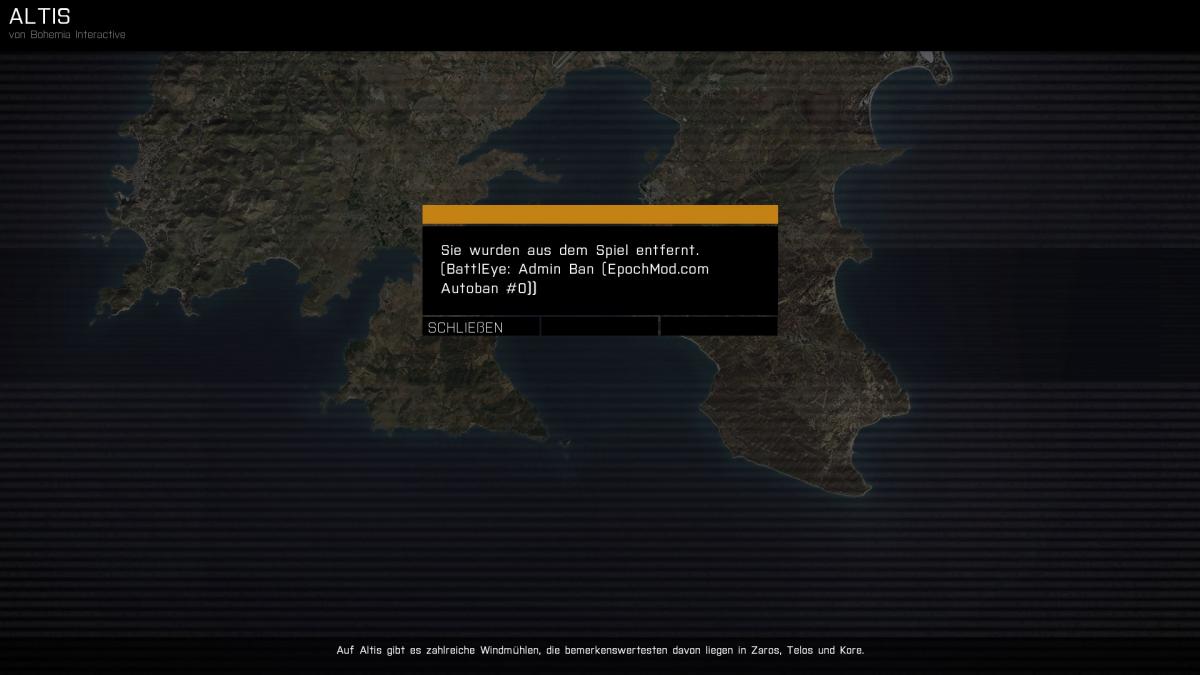 ALTIS
von Bohemia Interactive
Sie wurden aus dem Spiel entfernt.
(BattlEye: Admin Ban (EpochMod.com
Autoban #0))
SCHLIEßEN
Auf Altis gibt es zahlreiche Windmühlen, die bemerkenswertesten davon liegen in Zaros, Telos und Kore.